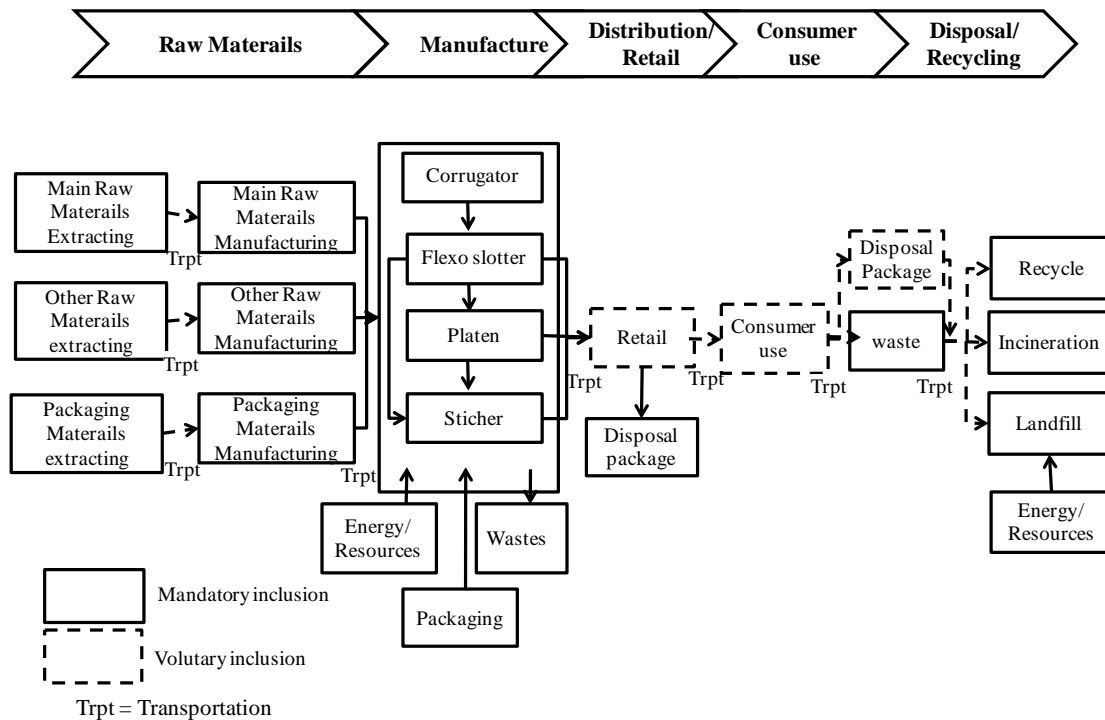 Raw Materails
Manufacture
Distribution/
Retail
Consumer
use
Disposal/
Recycling
Main Raw
Materails
Extracting
Trpt
Main Raw
Materails
Manufacturing
Other Raw
Materails
extracting
Trpt
Other Raw
Materails
Manufacturing
Packaging
Materails
extracting
Trpt
Packaging
Materails
Manufacturing
Trpt
Corrugator
Flexo slotter
Platen
Sticher
Energy/
Resources
Packaging
Wastes
Trpt
Retail
Trpt
Disposal
package
Consumer
use
Trpt
Disposal
Package
waste
Trpt
Recycle
Incineration
Landfill
Energy/
Resources
Mandatory inclusion
Volutary inclusion
Trpt = Transportation